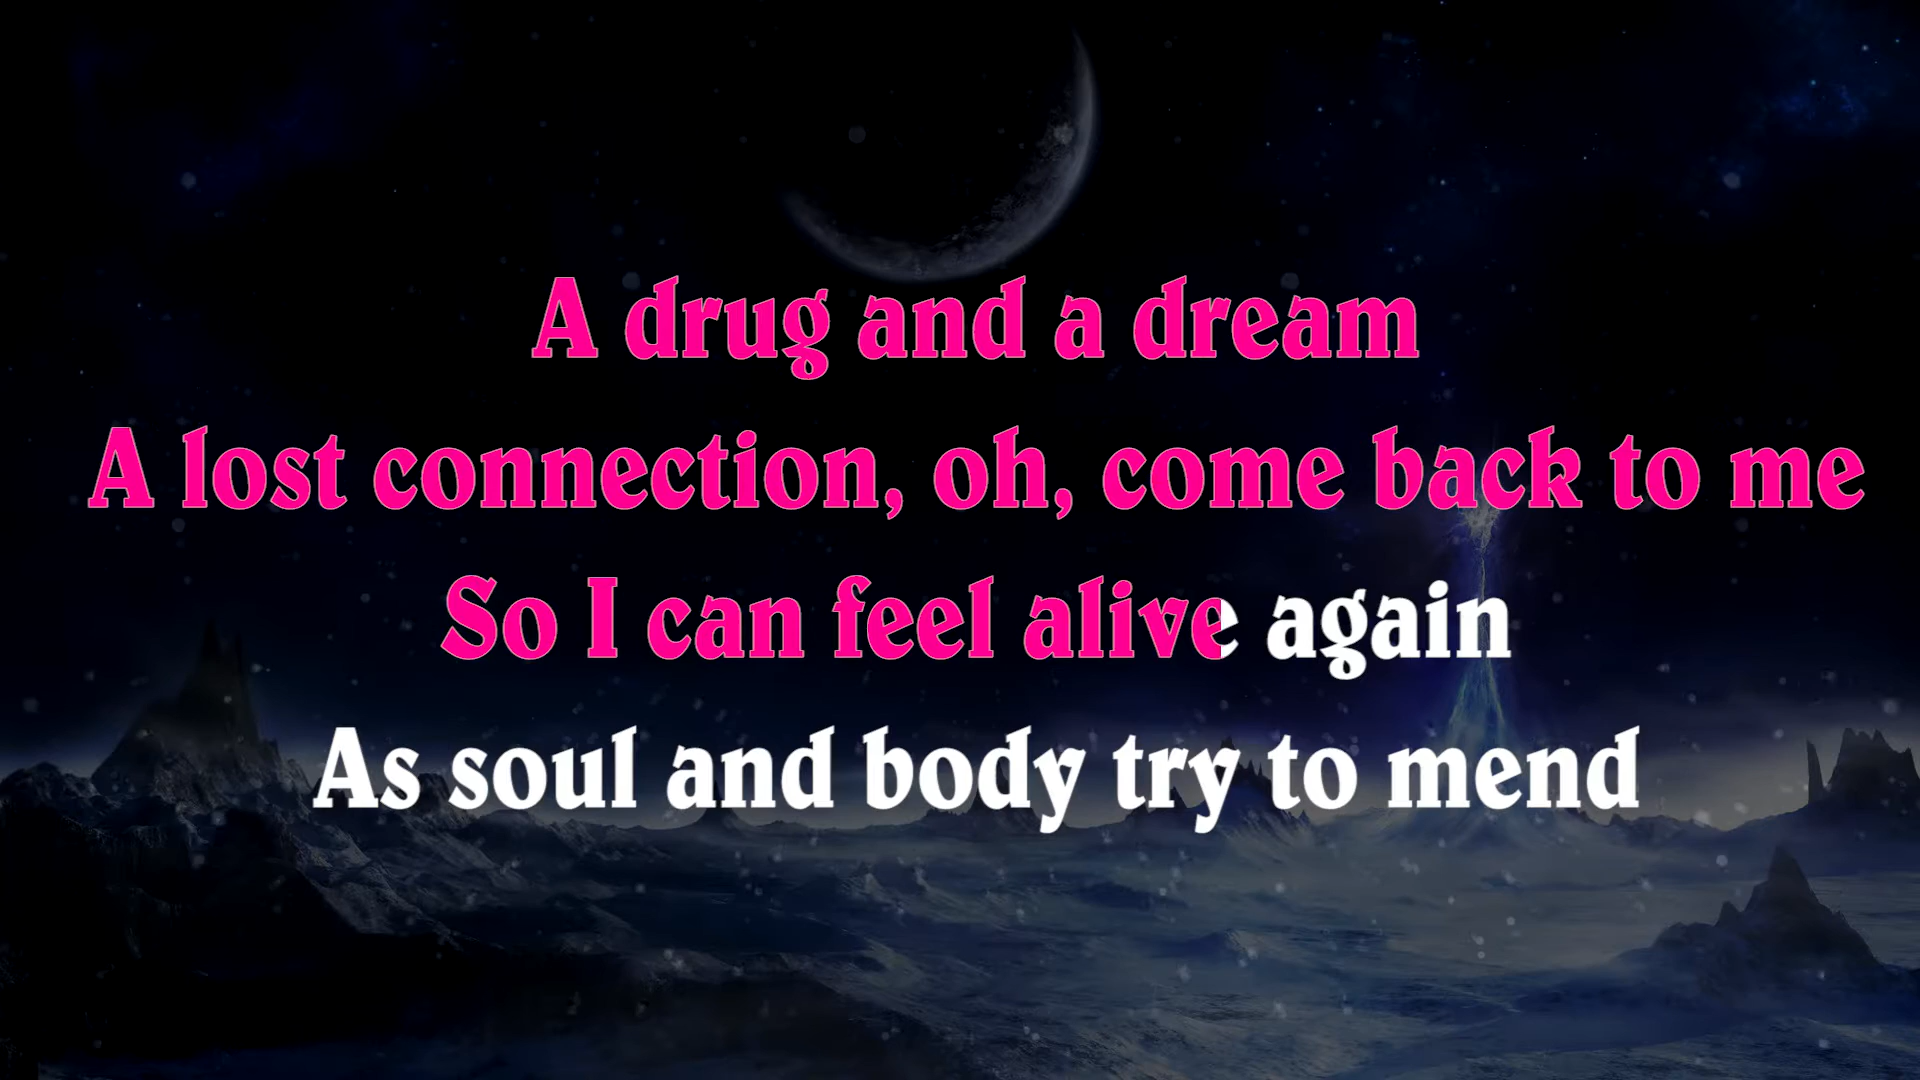 A drug and a dream
A lost connection, oh, come back to me
So I can feel alive again
As soul and body try to mend